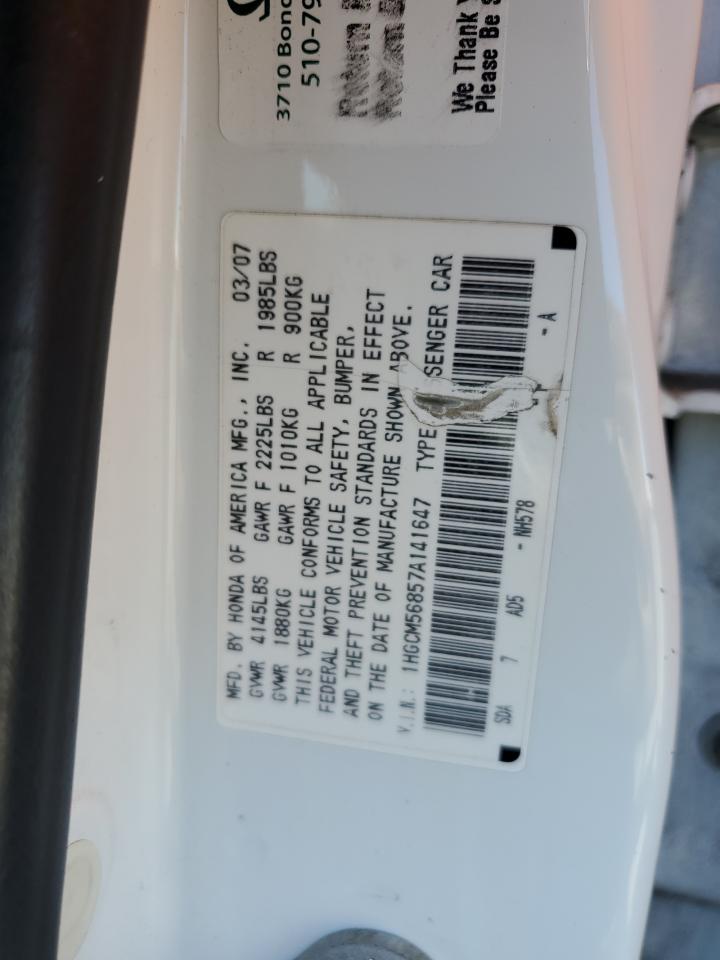 3710 Bond
510-79
Return
We Thank
Please Be
MFD. BY HONDA OF AMERICA MFG., INC. 03/07
GVWR 4145LBS GAWR F 2225LBS R 1985LBS
GVWR 1880KG GAWR F 1010KG R 900KG
THIS VEHICLE CONFORMS TO ALL APPLICABLE
FEDERAL MOTOR VEHICLE SAFETY, BUMPER,
AND THEFT PREVENTION STANDARDS IN EFFECT
ON THE DATE OF MANUFACTURE SHOWN ABOVE.
V.I.N.: 1HGCM56857A141647 TYPE SENGER CAR
SDA 7 AD5 - NH578 - A